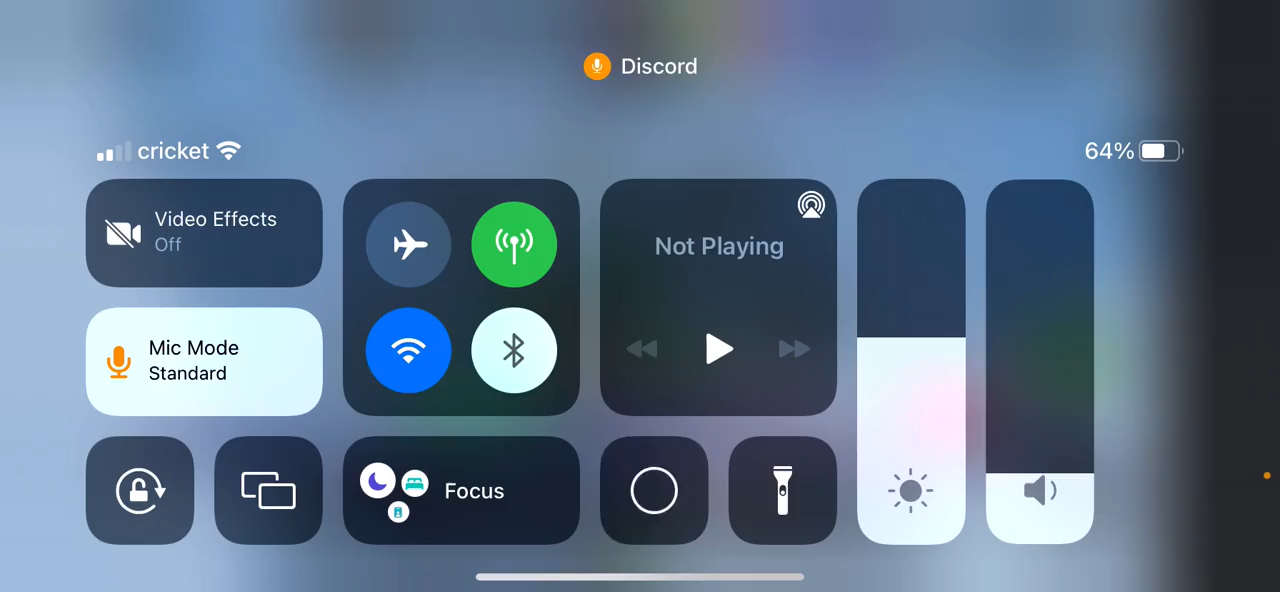 Discord
cricket
64%
Video Effects
Off
Mic Mode
Standard
Not Playing
Focus